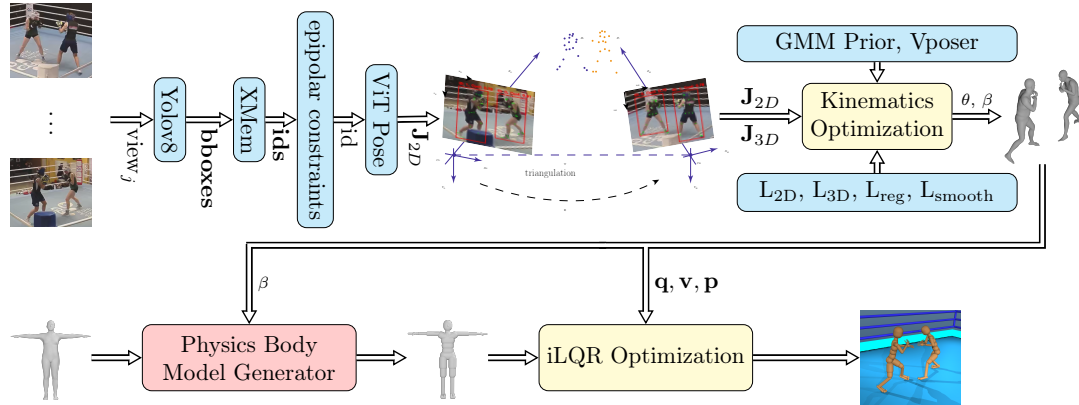 ...
view_j
Yolov8
bboxes
XMem
ids
epipolar constraints
id
ViT Pose
J_2D
triangulation
J_2D
J_3D
GMM Prior, Vposer
Kinematics
Optimization
L_2D, L_3D, L_reg, L_smooth
θ, β
β
q, v, p
Physics Body
Model Generator
iLQR Optimization